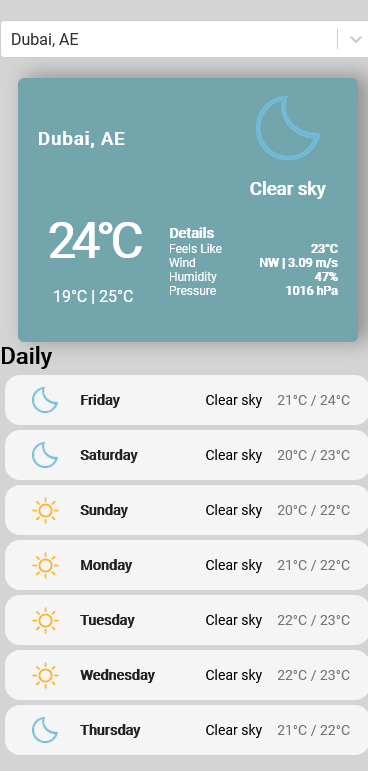 Dubai, AE
Dubai, AE
Clear sky
24°C
19°C | 25°C
Details
Feels Like 23°C
Wind NW | 3.09 m/s
Humidity 47%
Pressure 1016 hPa
Daily
Friday Clear sky 21°C / 24°C
Saturday Clear sky 20°C / 23°C
Sunday Clear sky 20°C / 22°C
Monday Clear sky 21°C / 22°C
Tuesday Clear sky 22°C / 23°C
Wednesday Clear sky 22°C / 23°C
Thursday Clear sky 21°C / 22°C